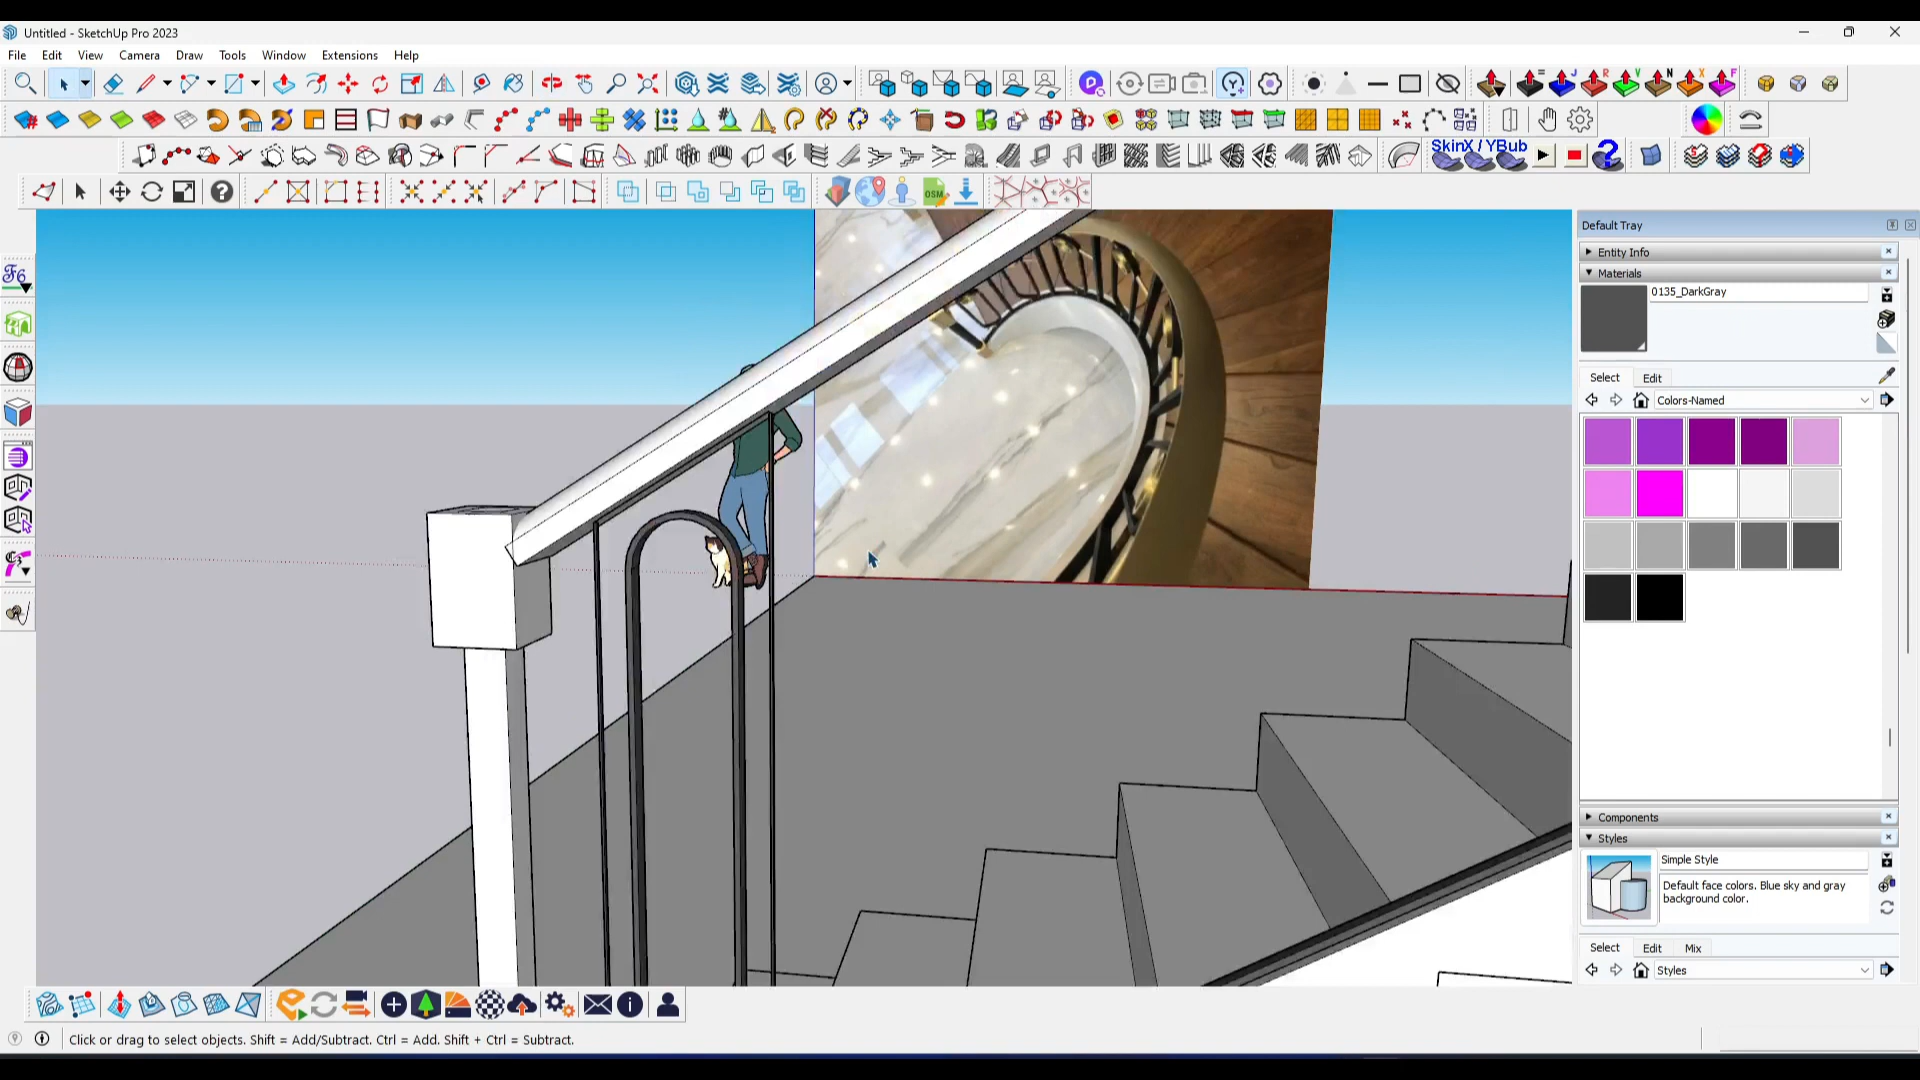 Untitled - SketchUp Pro 2023
File Edit View Camera Draw Tools Window Extensions Help
SkinX / YBub
OSM
Default Tray
Entity Info
Materials
0135_DarkGray
Select Edit
Colors-Named
Components
Styles
Simple Style
Default face colors. Blue sky and gray
background color.
Select Edit Mix
Styles
Click or drag to select objects. Shift = Add/Subtract. Ctrl = Add. Shift + Ctrl = Subtract.